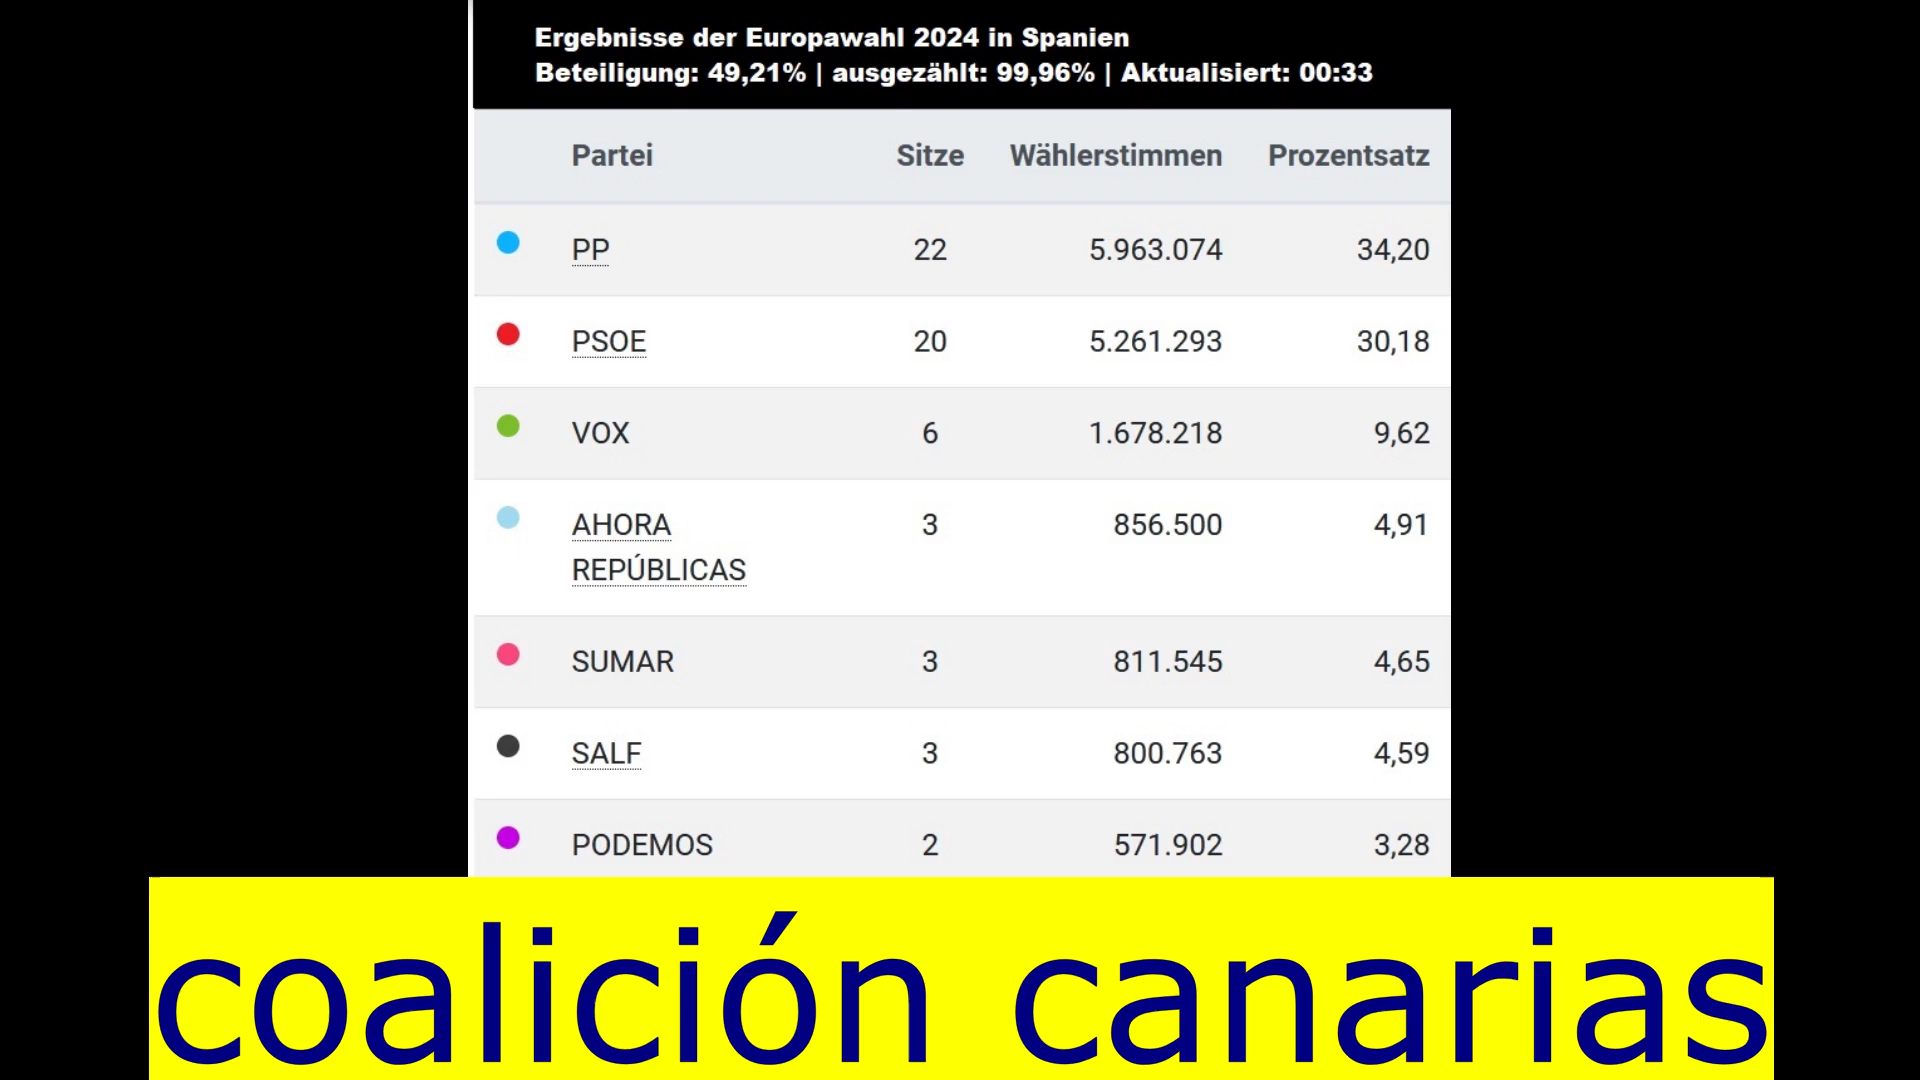 Ergebnisse der Europawahl 2024 in Spanien
Beteiligung: 49,21% | ausgezählt: 99,96% | Aktualisiert: 00:33
Partei Sitze Wählerstimmen Prozentsatz
PP 22 5.963.074 34,20
PSOE 20 5.261.293 30,18
VOX 6 1.678.218 9,62
AHORA 3 856.500 4,91
REPÚBLICAS
SUMAR 3 811.545 4,65
SALF 3 800.763 4,59
PODEMOS 2 571.902 3,28
coalición canarias